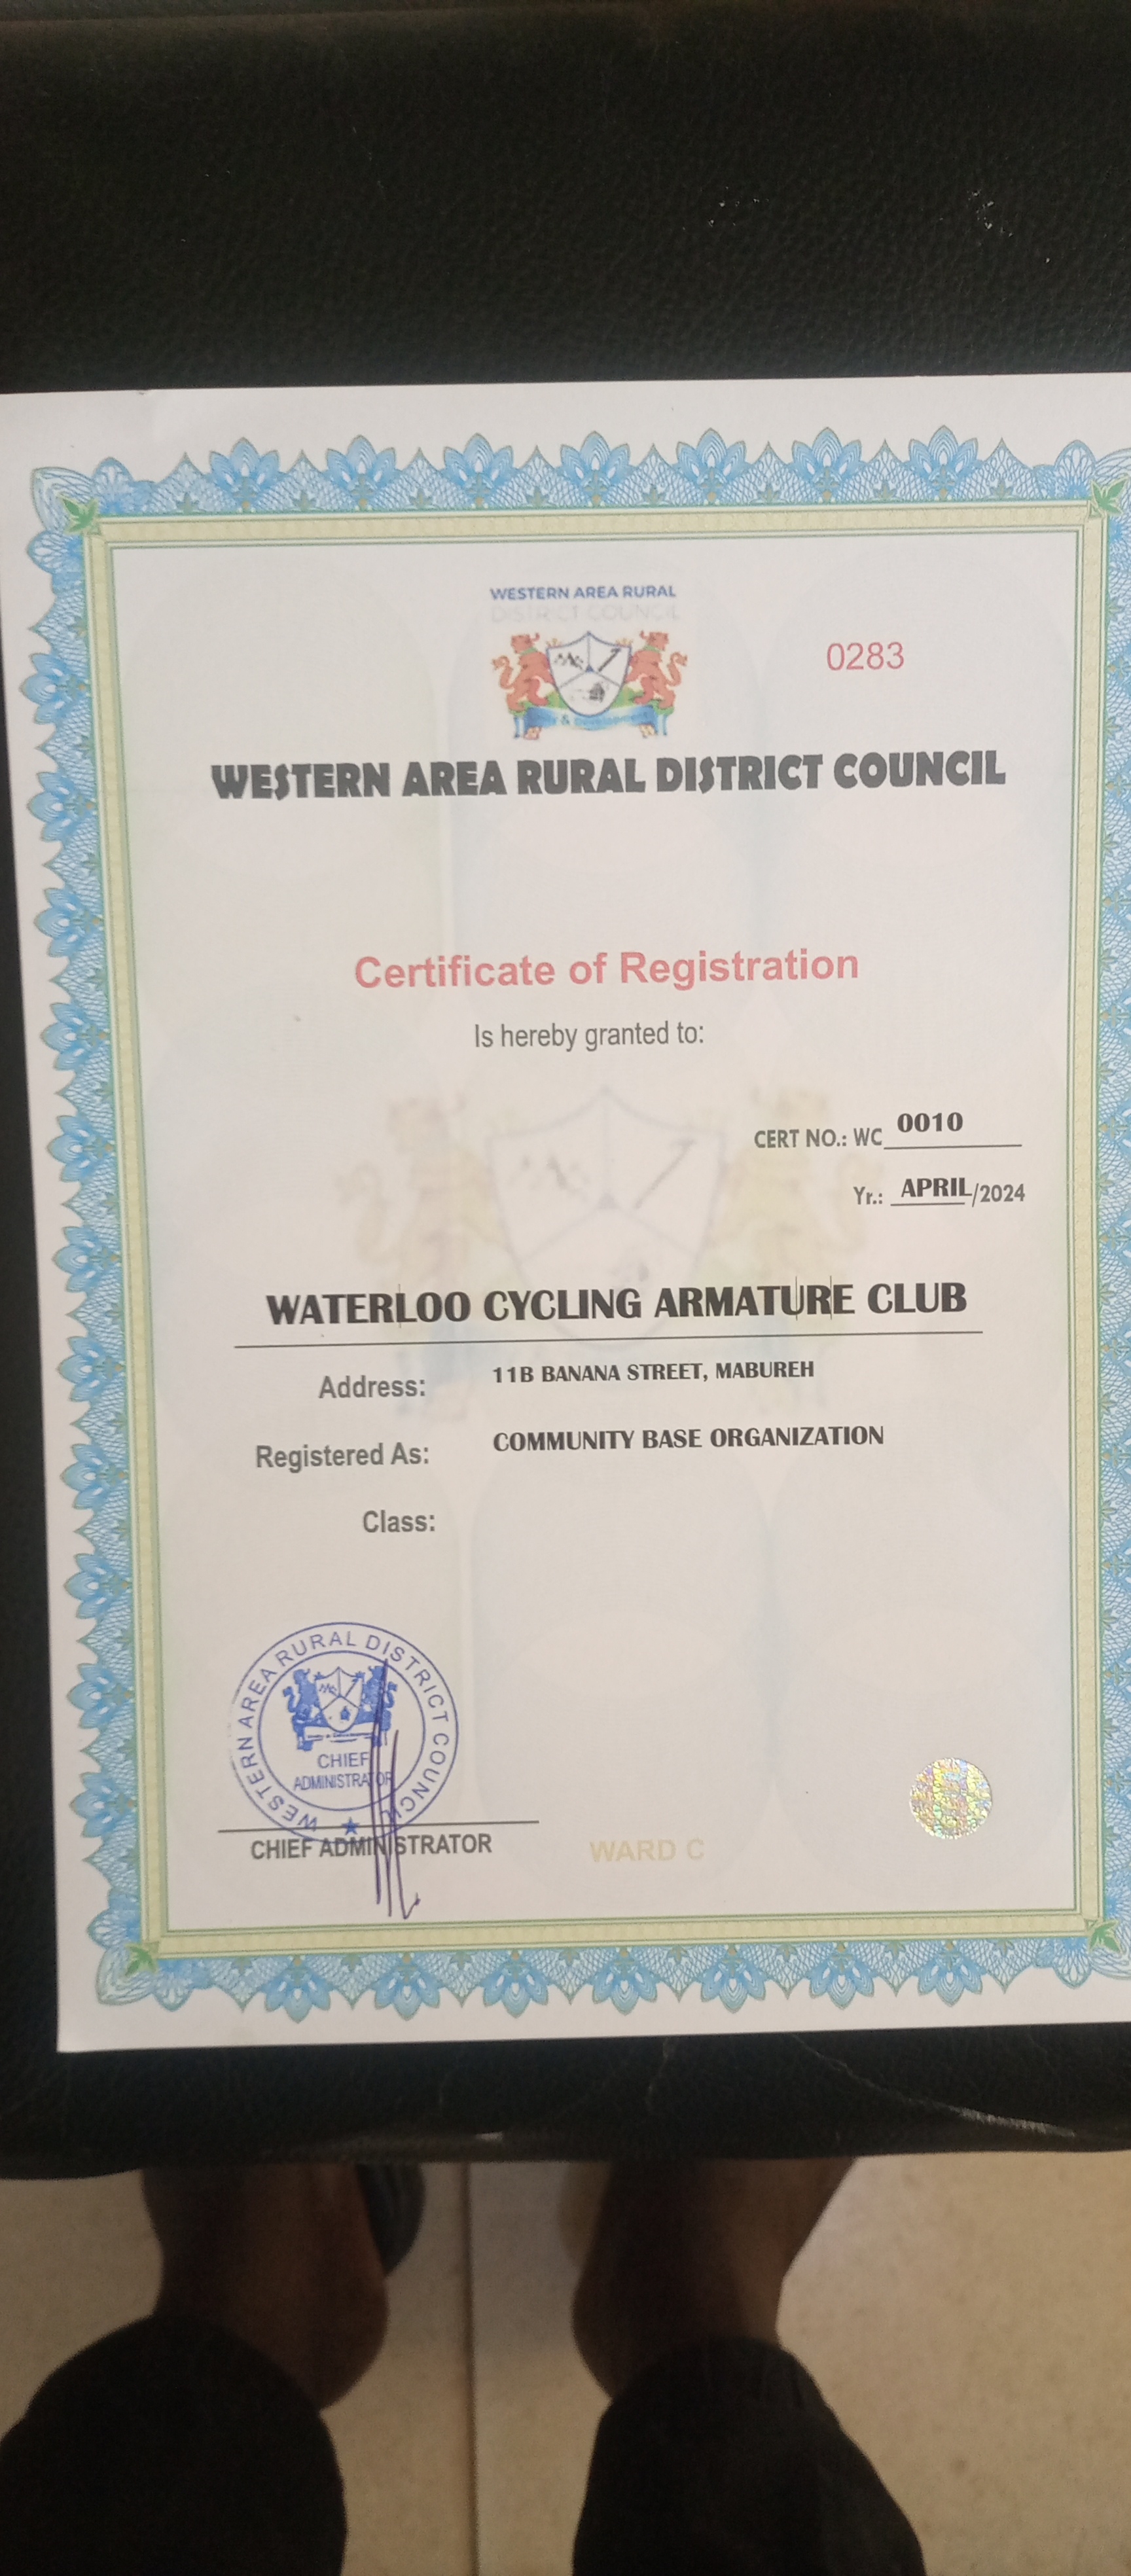 WESTERN AREA RURAL
DISTRICT COUNCIL
0283
WESTERN AREA RURAL DISTRICT COUNCIL
Certificate of Registration
Is hereby granted to:
CERT NO.: WC 0010
Yr.: APRIL/2024
WATERLOO CYCLING ARMATURE CLUB
Address: 11B BANANA STREET, MABUREH
Registered As: COMMUNITY BASE ORGANIZATION
Class:
WESTERN AREA RURAL DISTRICT COUNCIL
CHIEF
ADMINISTRATOR
CHIEF ADMINISTRATOR
WARD C